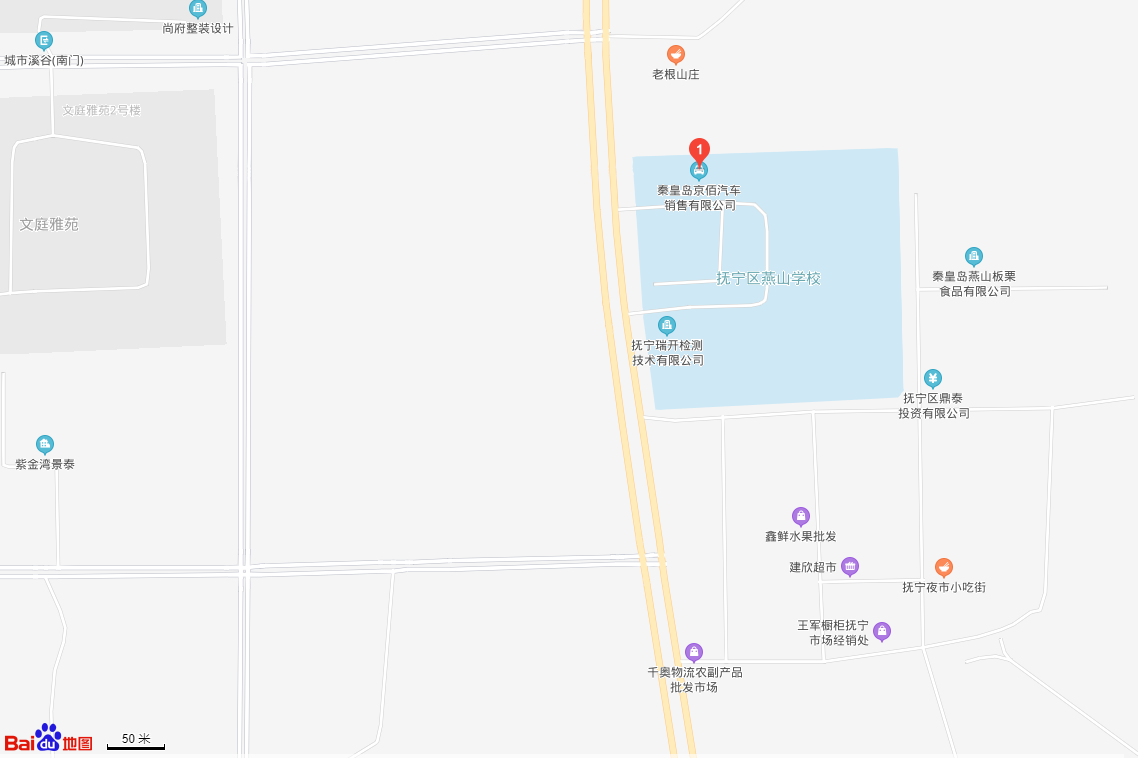 尚府整装设计
城市溪谷(南门)
老根山庄
文庭雅苑2号楼
1
秦皇岛京佰汽车
销售有限公司
文庭雅苑
抚宁区燕山学校
秦皇岛燕山板栗
食品有限公司
抚宁瑞开检测
技术有限公司
¥
抚宁区鼎泰
投资有限公司
紫金湾景泰
鑫鲜水果批发
建欣超市
抚宁夜市小吃街
王军橱柜抚宁
市场经销处
千奥物流农副产品
批发市场
Bai du 地图
50 米